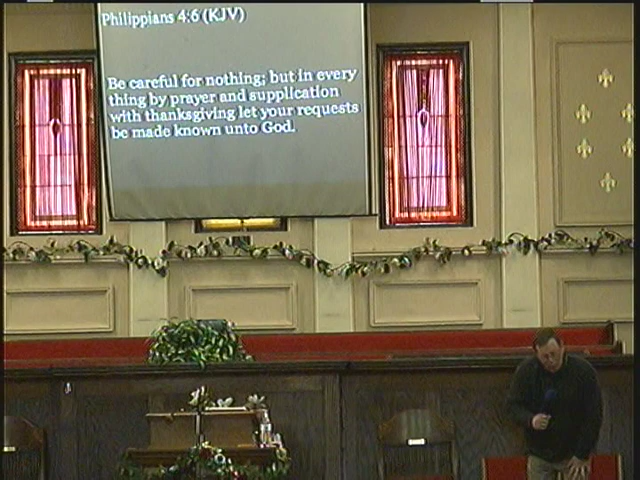 Philippians 4:6 (KJV)
Be careful for nothing; but in every
thing by prayer and supplication
with thanksgiving let your requests
be made known unto God.